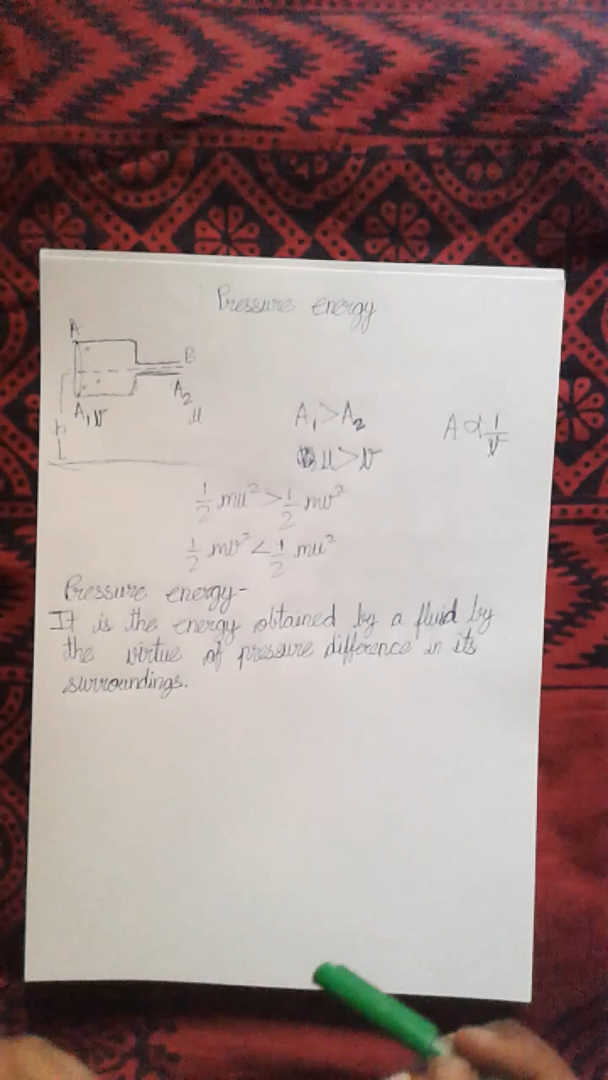 Pressure energy
A
B
A₁ v
A₂
u
H
A₁>A₂
A ∝ 1/v
u>v
1/2 mu²>1/2 mv²
1/2 mv²<1/2 mu²
Pressure energy-
It is the energy obtained by a fluid by
the virtue of pressure difference in its
surroundings.